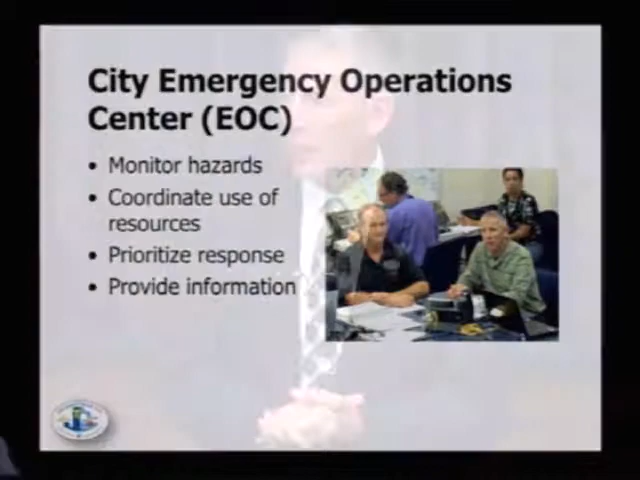 City Emergency Operations
Center (EOC)
• Monitor hazards
• Coordinate use of
resources
• Prioritize response
• Provide information